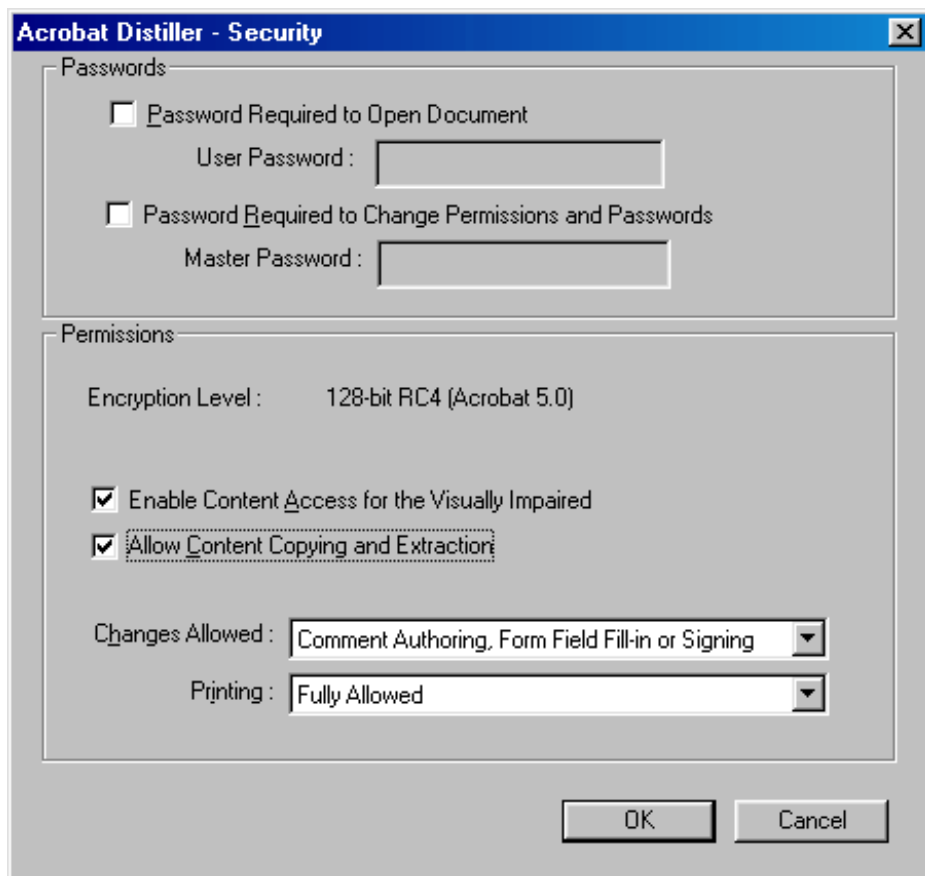 Acrobat Distiller - Security
Passwords
Password Required to Open Document
User Password :
Password Required to Change Permissions and Passwords
Master Password :
Permissions
Encryption Level : 128-bit RC4 (Acrobat 5.0)
Enable Content Access for the Visually Impaired
Allow Content Copying and Extraction
Changes Allowed : Comment Authoring, Form Field Fill-in or Signing
Printing : Fully Allowed
OK Cancel